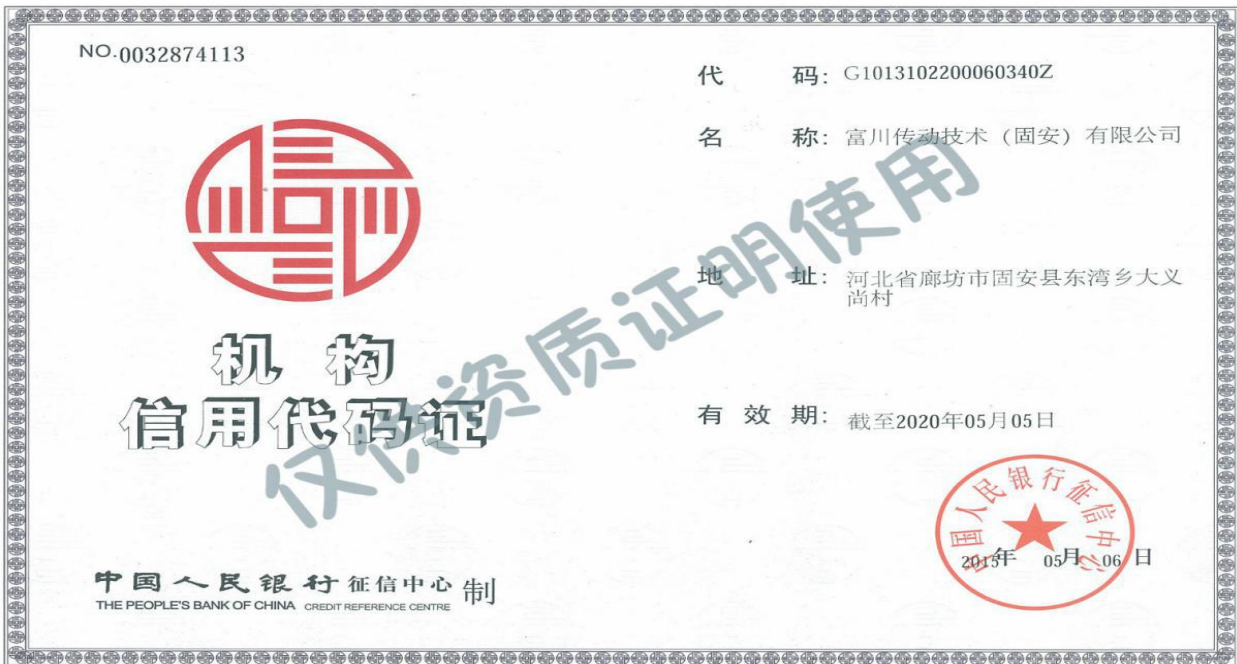 NO.0032874113
机构
信用代码证
中国人民银行征信中心 制
THE PEOPLE'S BANK OF CHINA CREDIT REFERENCE CENTRE
代 码: G1013102200060340Z
名 称: 富川传动技术（固安）有限公司
地 址: 河北省廊坊市固安县东湾乡大义
尚村
有 效 期: 截至2020年05月05日
中国人民银行征信中心
2015年 05月 06 日
仅供资质证明使用